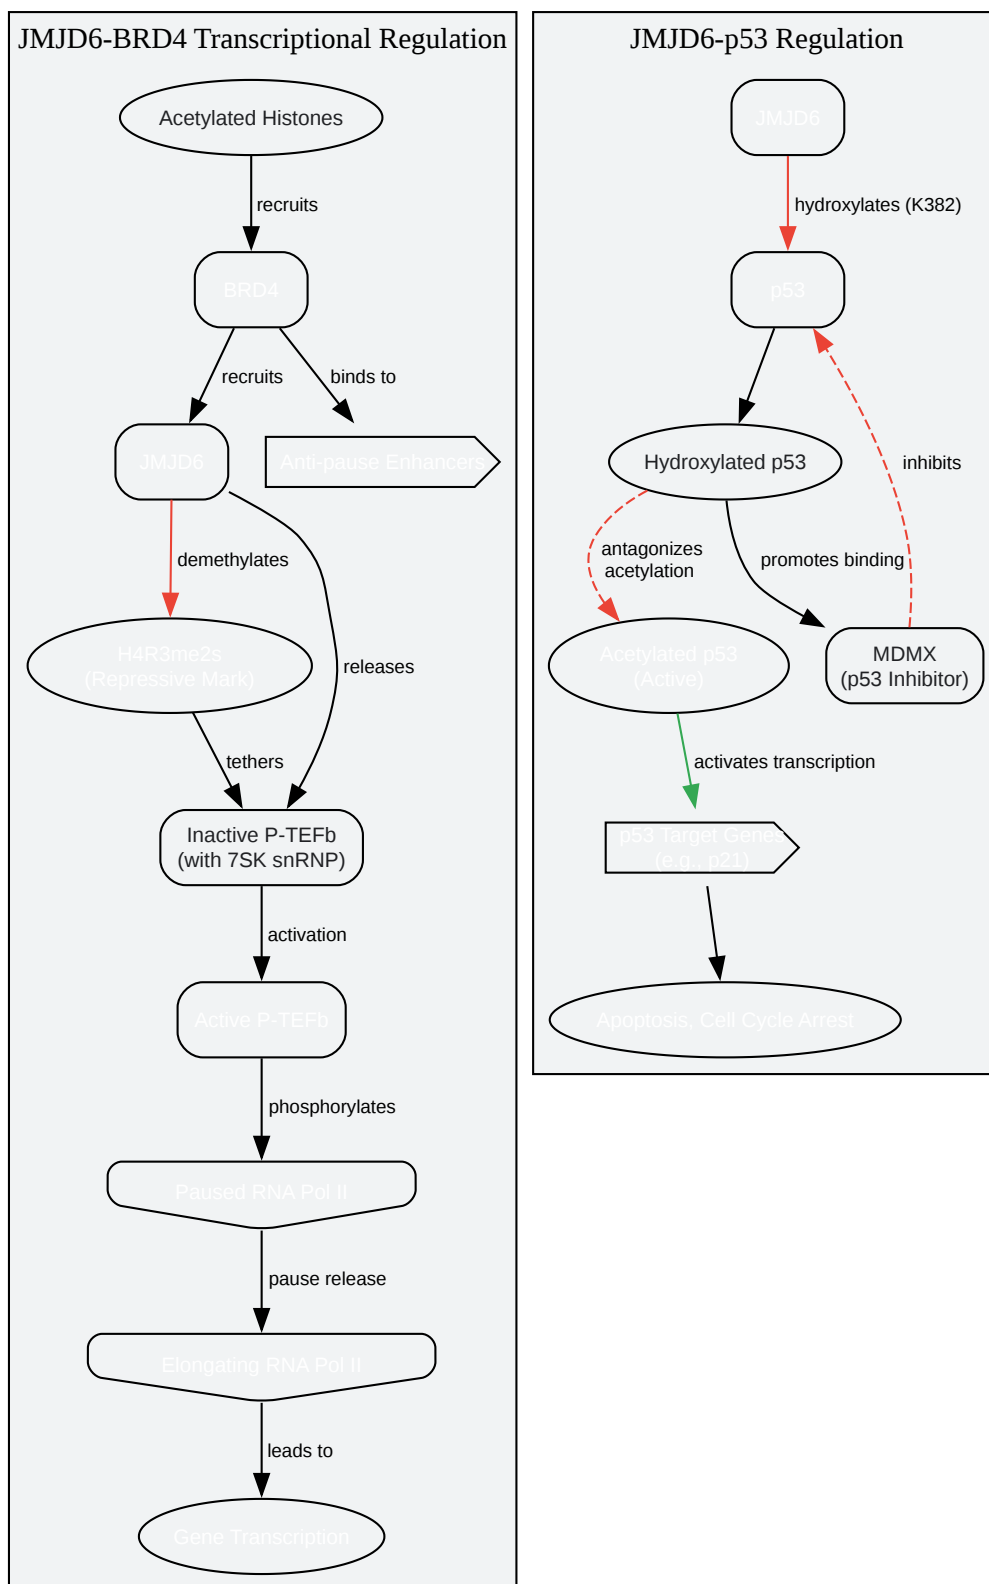 JMJD6-BRD4 Transcriptional Regulation
Acetylated Histones
recruits
BRD4
recruits
binds to
JMJD6
Anti-pause Enhancers
demethylates
H4R3me2s
(Repressive Mark)
releases
tethers
Inactive P-TEFb
(with 7SK snRNP)
activation
Active P-TEFb
phosphorylates
Paused RNA Pol II
pause release
Elongating RNA Pol II
leads to
Gene Transcription
JMJD6-p53 Regulation
JMJD6
hydroxylates (K382)
p53
Hydroxylated p53
inhibits
antagonizes
acetylation
promotes binding
Acetylated p53
(Active)
MDMX
(p53 Inhibitor)
activates transcription
p53 Target Genes
(e.g., p21)
Apoptosis, Cell Cycle Arrest